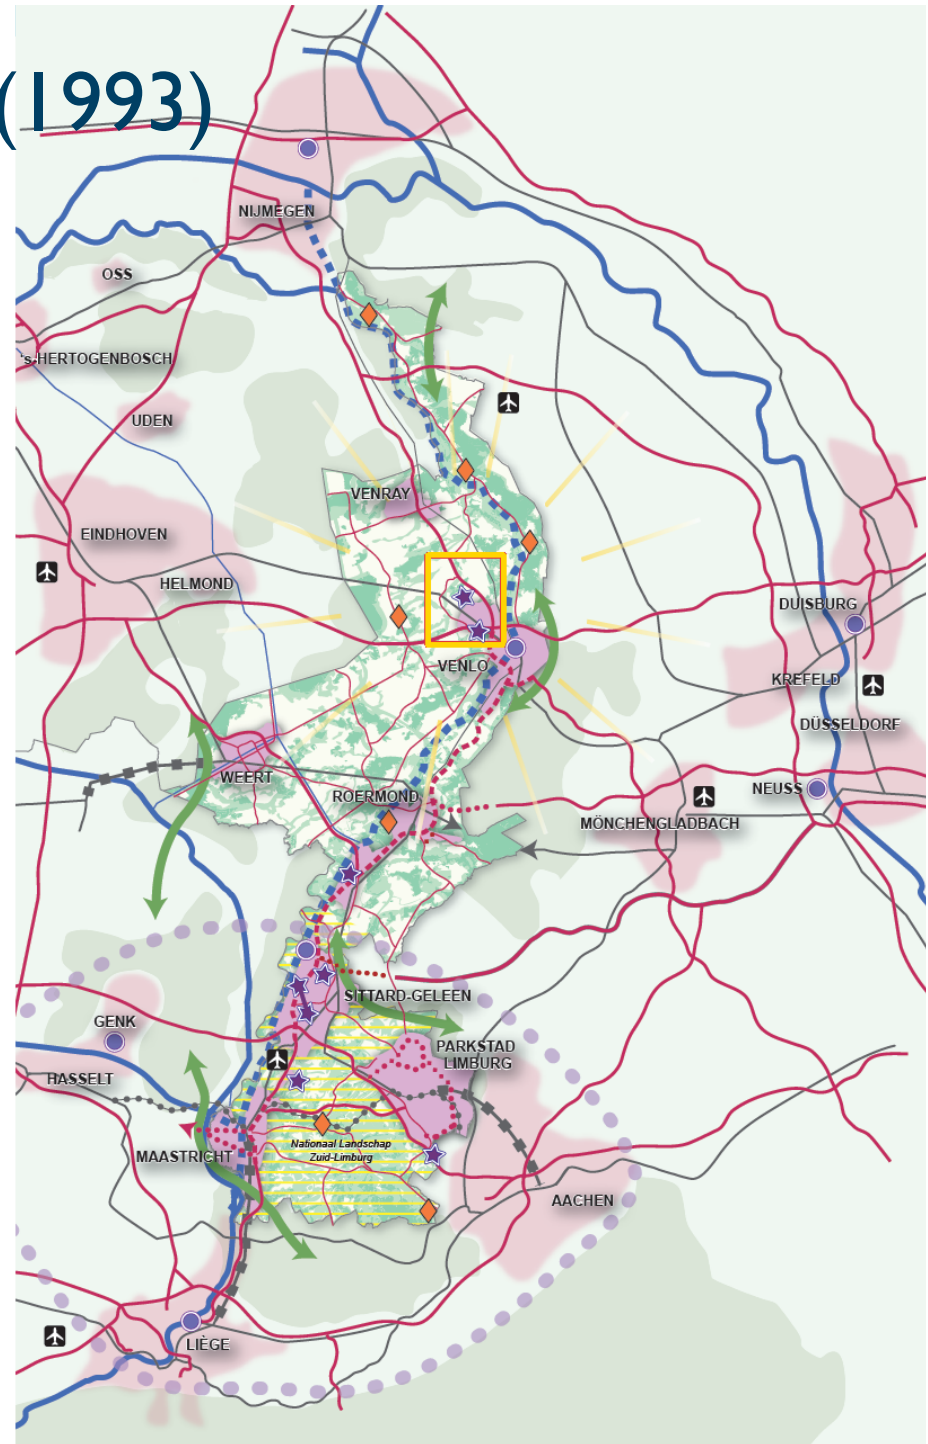 (1993)
NIJMEGEN
OSS
's-HERTOGENBOSCH
UDEN
VENRAY
EINDHOVEN
HELMOND
DUISBURG
VENLO
KREFELD
DÜSSELDORF
WEERT
ROERMOND
NEUSS
MÖNCHENGLADBACH
SITTARD-GELEEN
GENK
PARKSTAD
LIMBURG
HASSELT
Nationaal Landschap
Zuid-Limburg
MAASTRICHT
AACHEN
LIÈGE